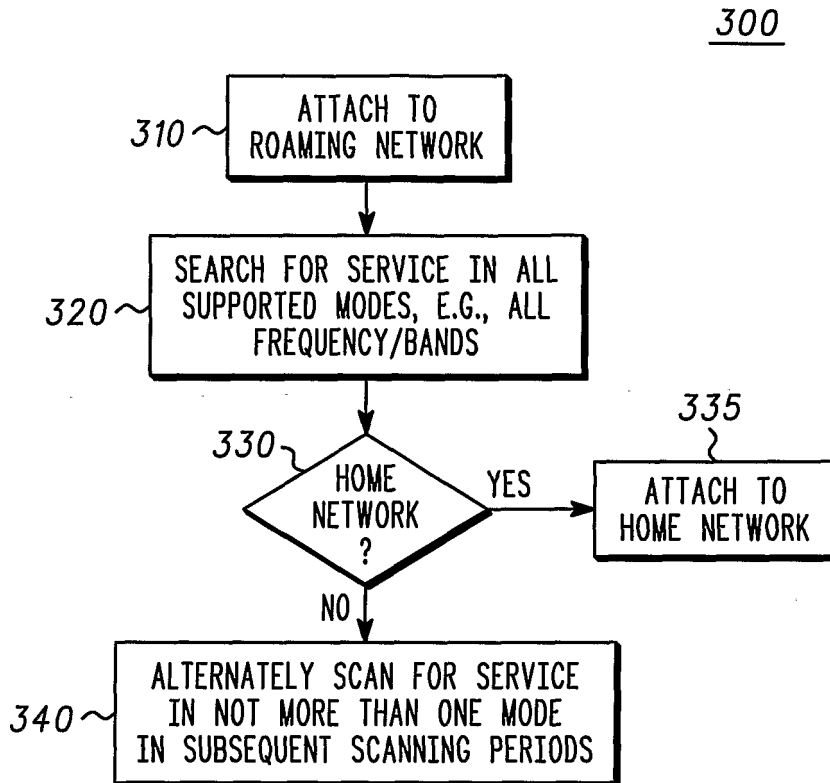 300
310
ATTACH TO
ROAMING NETWORK
320
SEARCH FOR SERVICE IN ALL
SUPPORTED MODES, E.G., ALL
FREQUENCY/BANDS
330
HOME
NETWORK
?
YES
335
ATTACH TO
HOME NETWORK
NO
340
ALTERNATELY SCAN FOR SERVICE
IN NOT MORE THAN ONE MODE
IN SUBSEQUENT SCANNING PERIODS